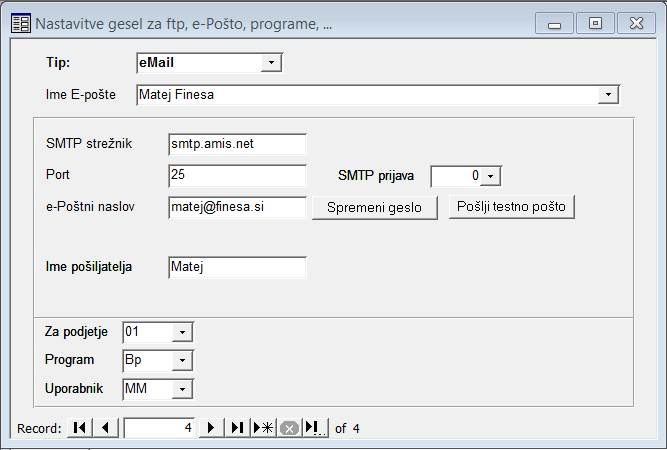 Nastavitve gesel za ftp, e-Pošto, programe, ...
Tip: eMail
Ime E-pošte Matej Finesa
SMTP strežnik smtp.amis.net
Port 25 SMTP prijava 0
e-Poštni naslov matej@finesa.si Spremeni geslo Pošlji testno pošto
Ime pošiljatelja Matej
Za podjetje 01
Program Bp
Uporabnik MM
Record: 4 of 4